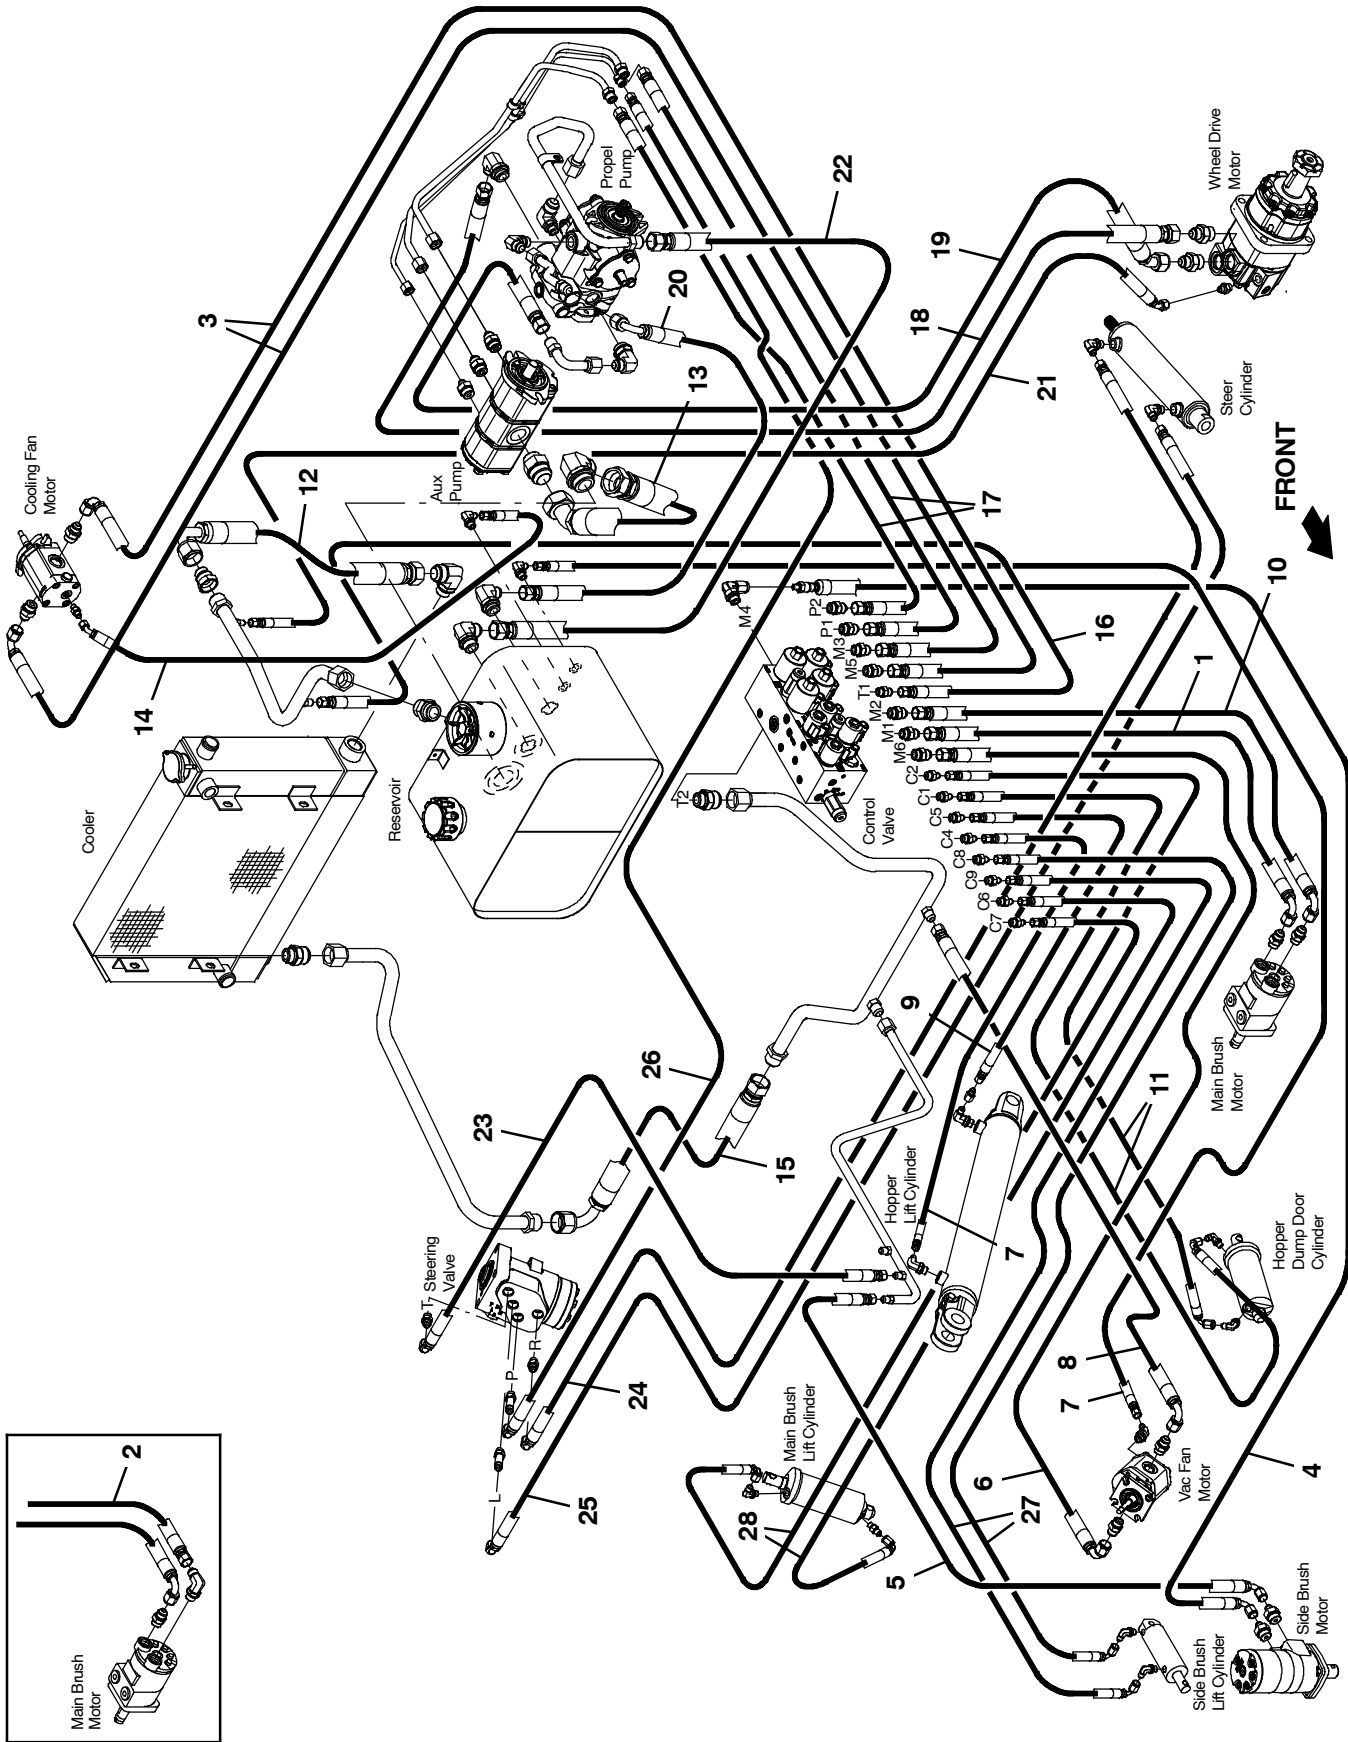 2
Main Brush
Motor
3
Cooling Fan
Motor
14
12
Cooler
Reservoir
Aux
Pump
13
Propel
Pump
20
22
19
18
21
Wheel Drive
Motor
Steer
Cylinder
FRONT
17
16
1
10
M4
P2
P1
M3
M5
T1
M2
M1
M6
C2
C1
C5
C4
C8
C9
C6
C7
Control
Valve
T2
26
23
15
9
11
Main Brush
Motor
Hopper
Lift Cylinder
7
Steering
Valve
T
R
P
L
24
25
Main Brush
Lift Cylinder
28
5
27
6
7
8
Vac Fan
Motor
Hopper
Dump Door
Cylinder
4
Side Brush
Motor
Side Brush
Lift Cylinder